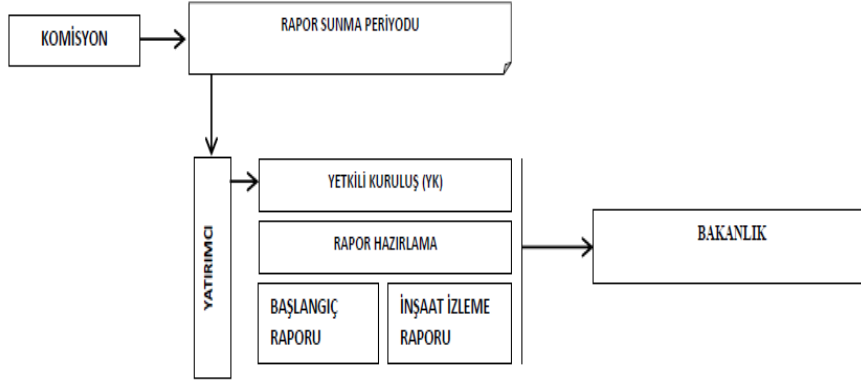 KOMİSYON
RAPOR SUNMA PERİYODU
YATIRIMCI
YETKİLİ KURULUŞ (YK)
RAPOR HAZIRLAMA
BAŞLANGIÇ
RAPORU
İNŞAAT İZLEME
RAPORU
BAKANLIK